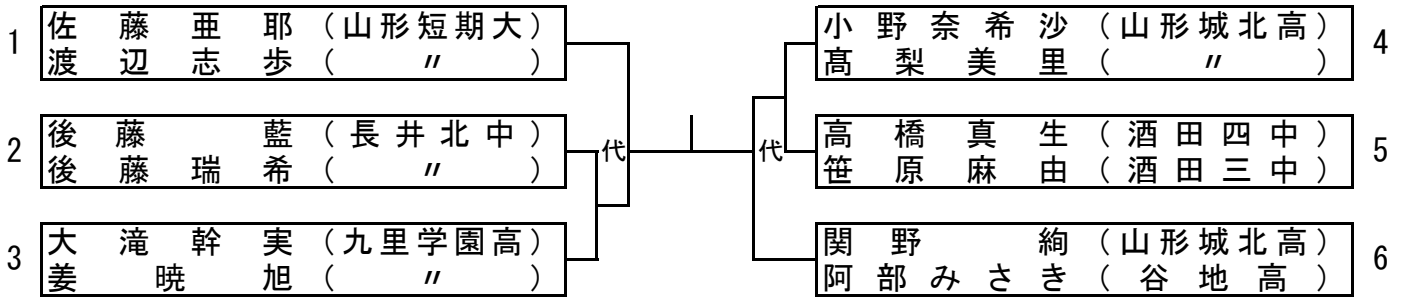 1
佐藤亜耶（山形短期大）
渡辺志歩（〃）
2
後藤藍（長井北中）
後藤瑞希（〃）
3
大滝幹実（九里学園高）
姜暁旭（〃）
代
代
小野奈希沙（山形城北高）
髙梨美里（〃）
4
高橋真生（酒田四中）
笹原麻由（酒田三中）
5
関野絢（山形城北高）
阿部みさき（谷地高）
6